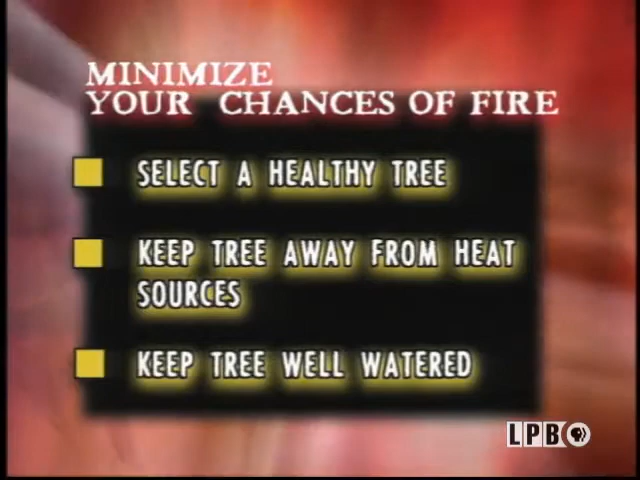 MINIMIZE
YOUR CHANCES OF FIRE
SELECT A HEALTHY TREE
KEEP TREE AWAY FROM HEAT
SOURCES
KEEP TREE WELL WATERED
LPB